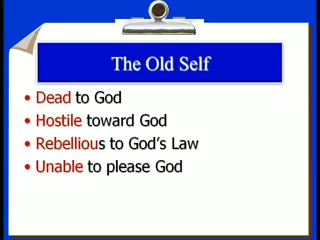 The Old Self
• Dead to God
• Hostile toward God
• Rebellious to God's Law
• Unable to please God